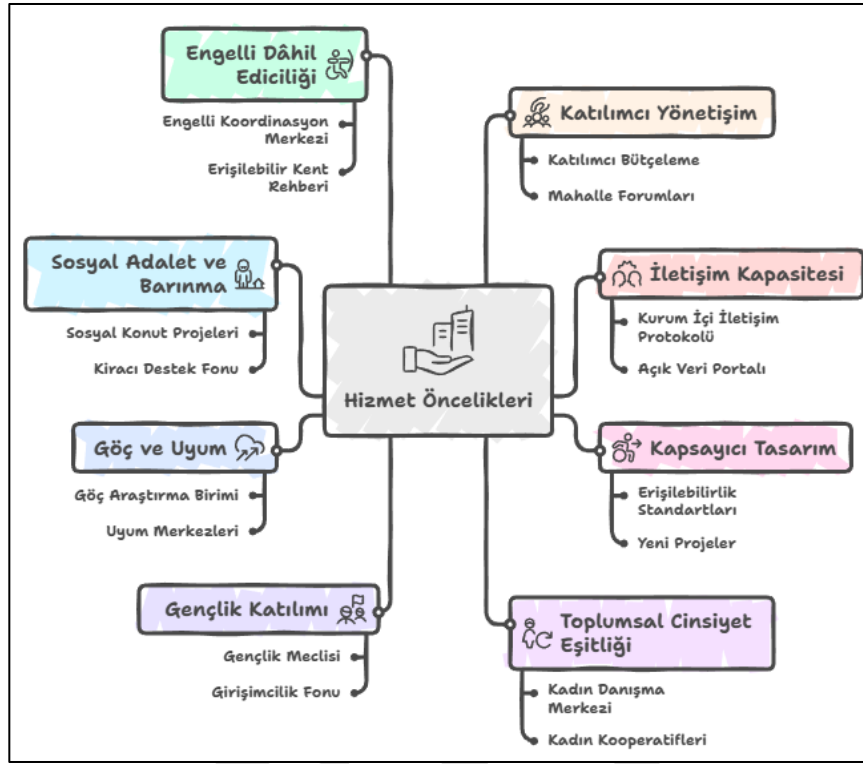 Engelli Dâhil
Ediciliği
Engelli Koordinasyon
Merkezi
Erişilebilir Kent
Rehberi
Sosyal Adalet ve
Barınma
Sosyal Konut Projeleri
Kiracı Destek Fonu
Göç ve Uyum
Göç Araştırma Birimi
Uyum Merkezleri
Gençlik Katılımı
Gençlik Meclisi
Girişimcilik Fonu
Hizmet Öncelikleri
Katılımcı Yönetişim
Katılımcı Bütçeleme
Mahalle Forumları
İletişim Kapasitesi
Kurum İçi İletişim
Protokolü
Açık Veri Portalı
Kapsayıcı Tasarım
Erişilebilirlik
Standartları
Yeni Projeler
Toplumsal Cinsiyet
Eşitliği
Kadın Danışma
Merkezi
Kadın Kooperatifleri